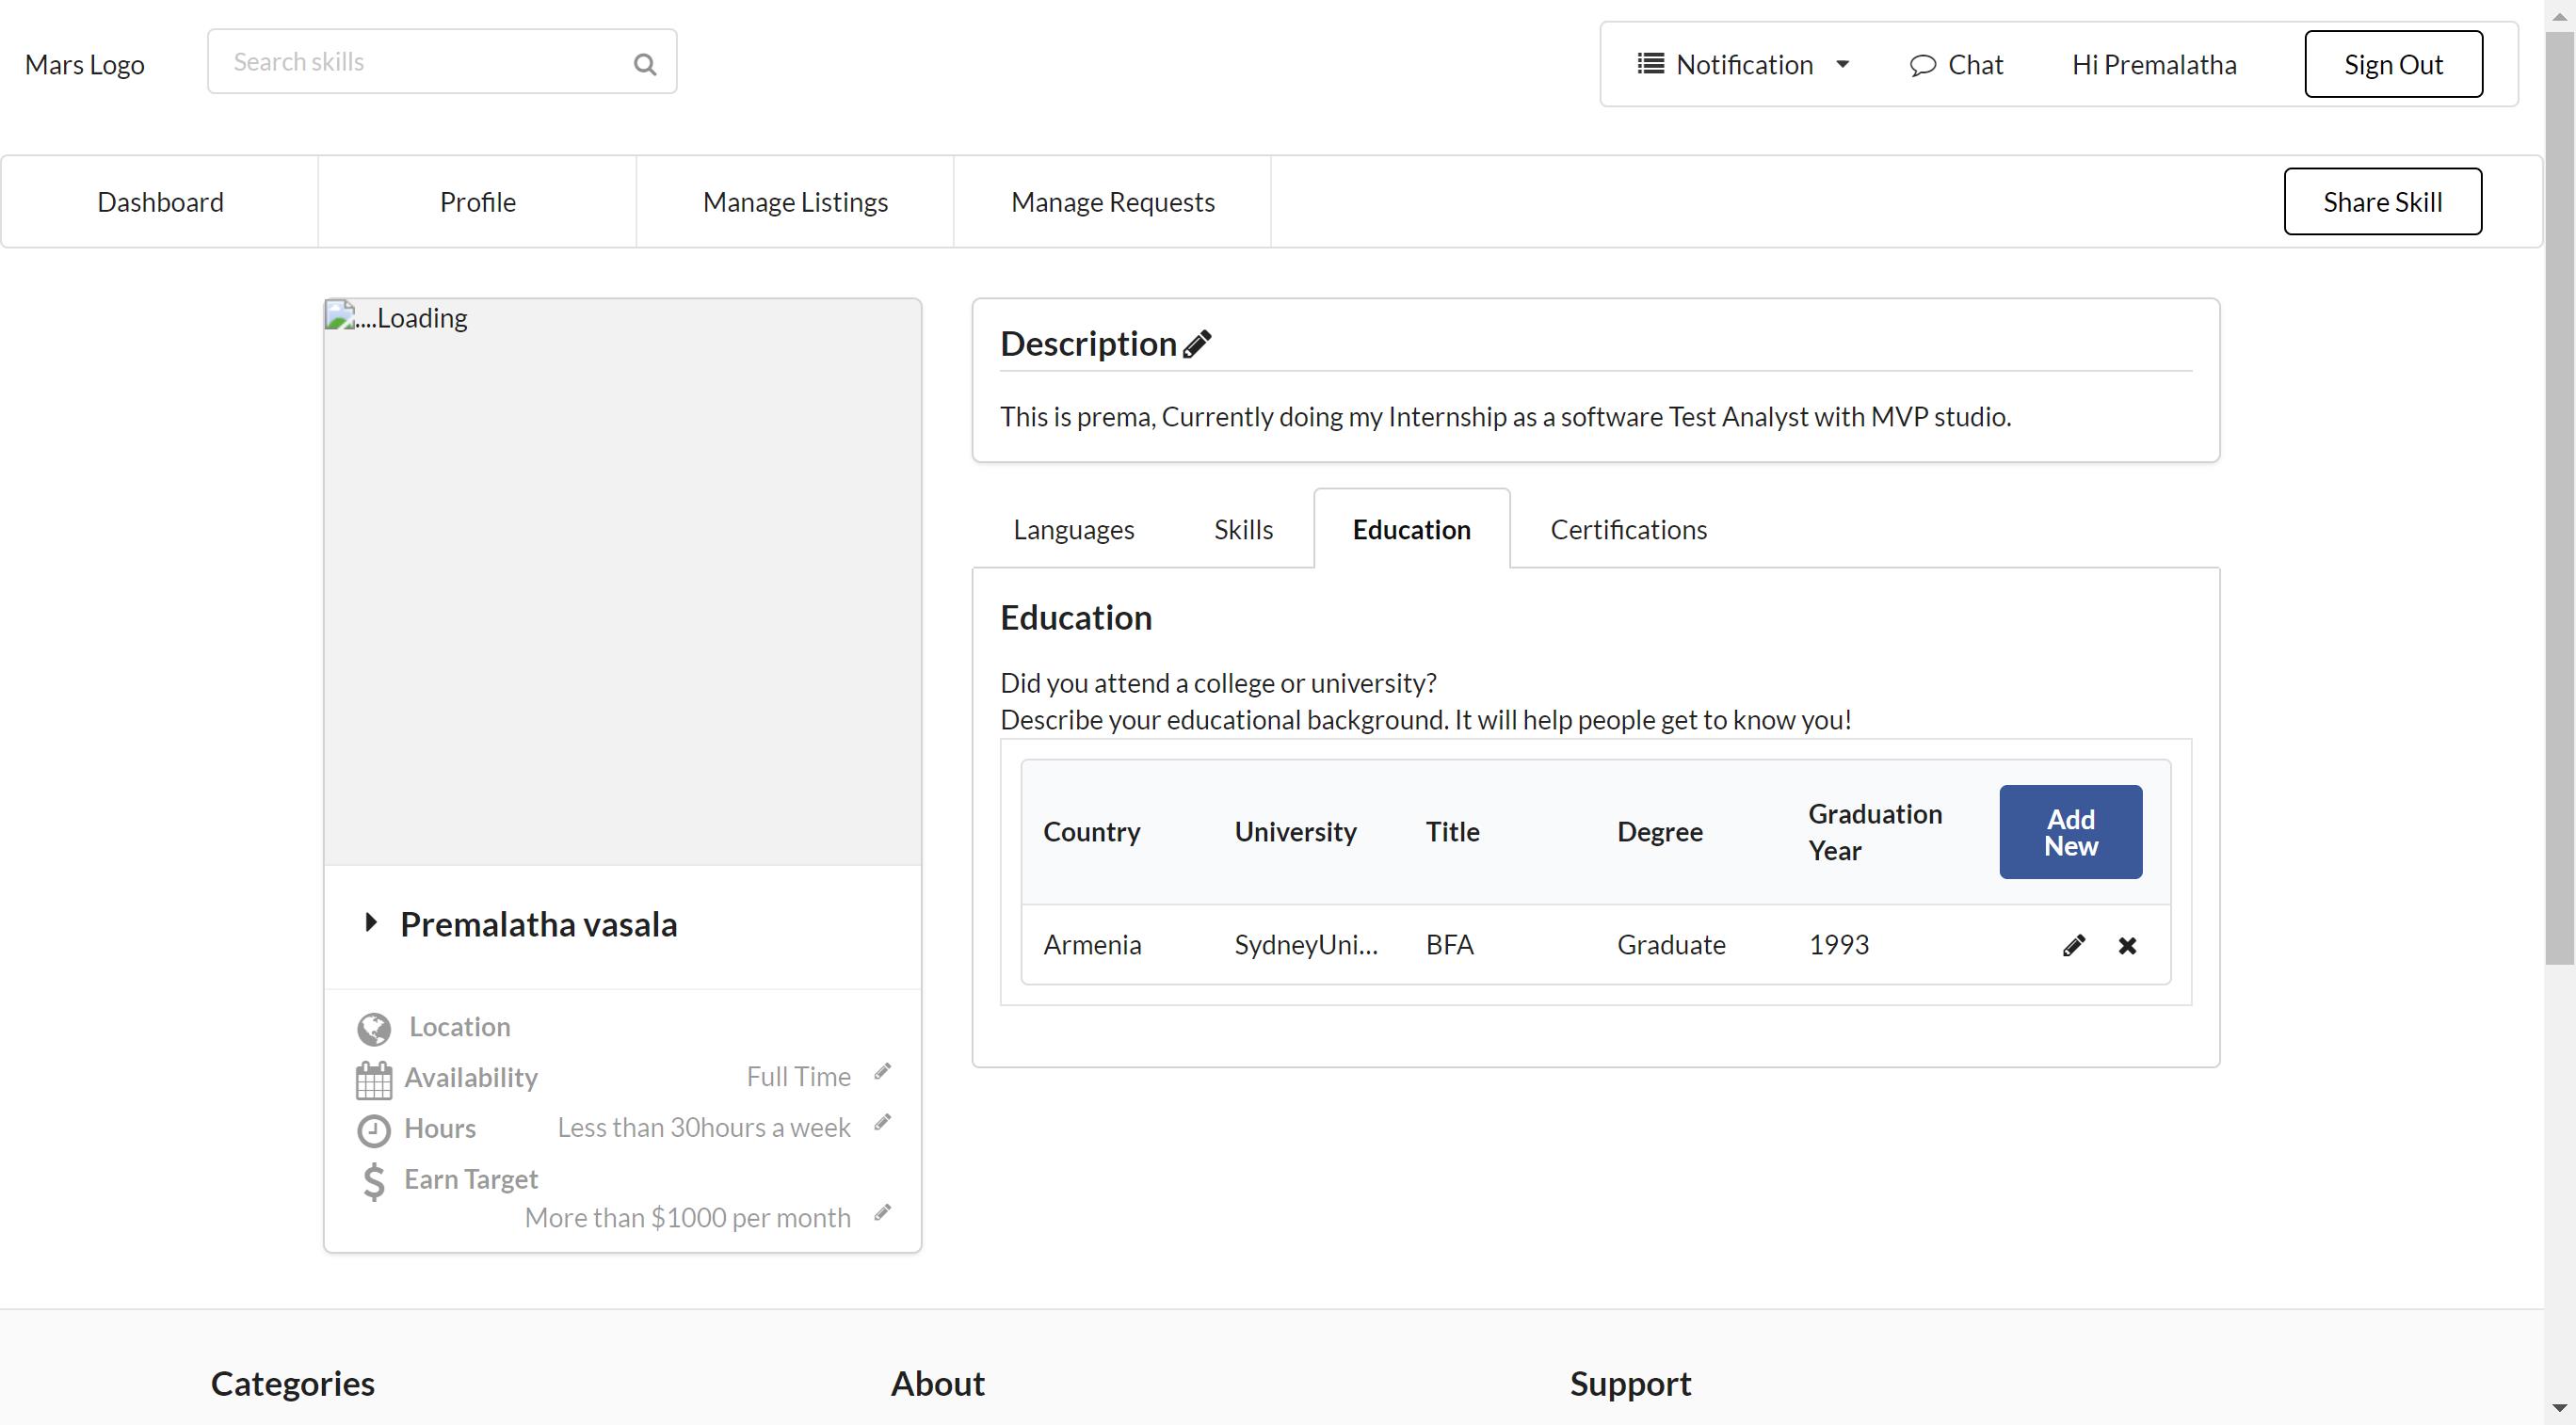 Mars Logo
Search skills
Notification
Chat
Hi Premalatha
Sign Out
Dashboard
Profile
Manage Listings
Manage Requests
Share Skill
....Loading
Premalatha vasala
Location
Availability
Full Time
Hours
Less than 30hours a week
Earn Target
More than $1000 per month
Description
This is prema, Currently doing my Internship as a software Test Analyst with MVP studio.
Languages
Skills
Education
Certifications
Education
Did you attend a college or university?
Describe your educational background. It will help people get to know you!
Country
University
Title
Degree
Graduation
Year
Add
New
Armenia
SydneyUni...
BFA
Graduate
1993
Categories
About
Support